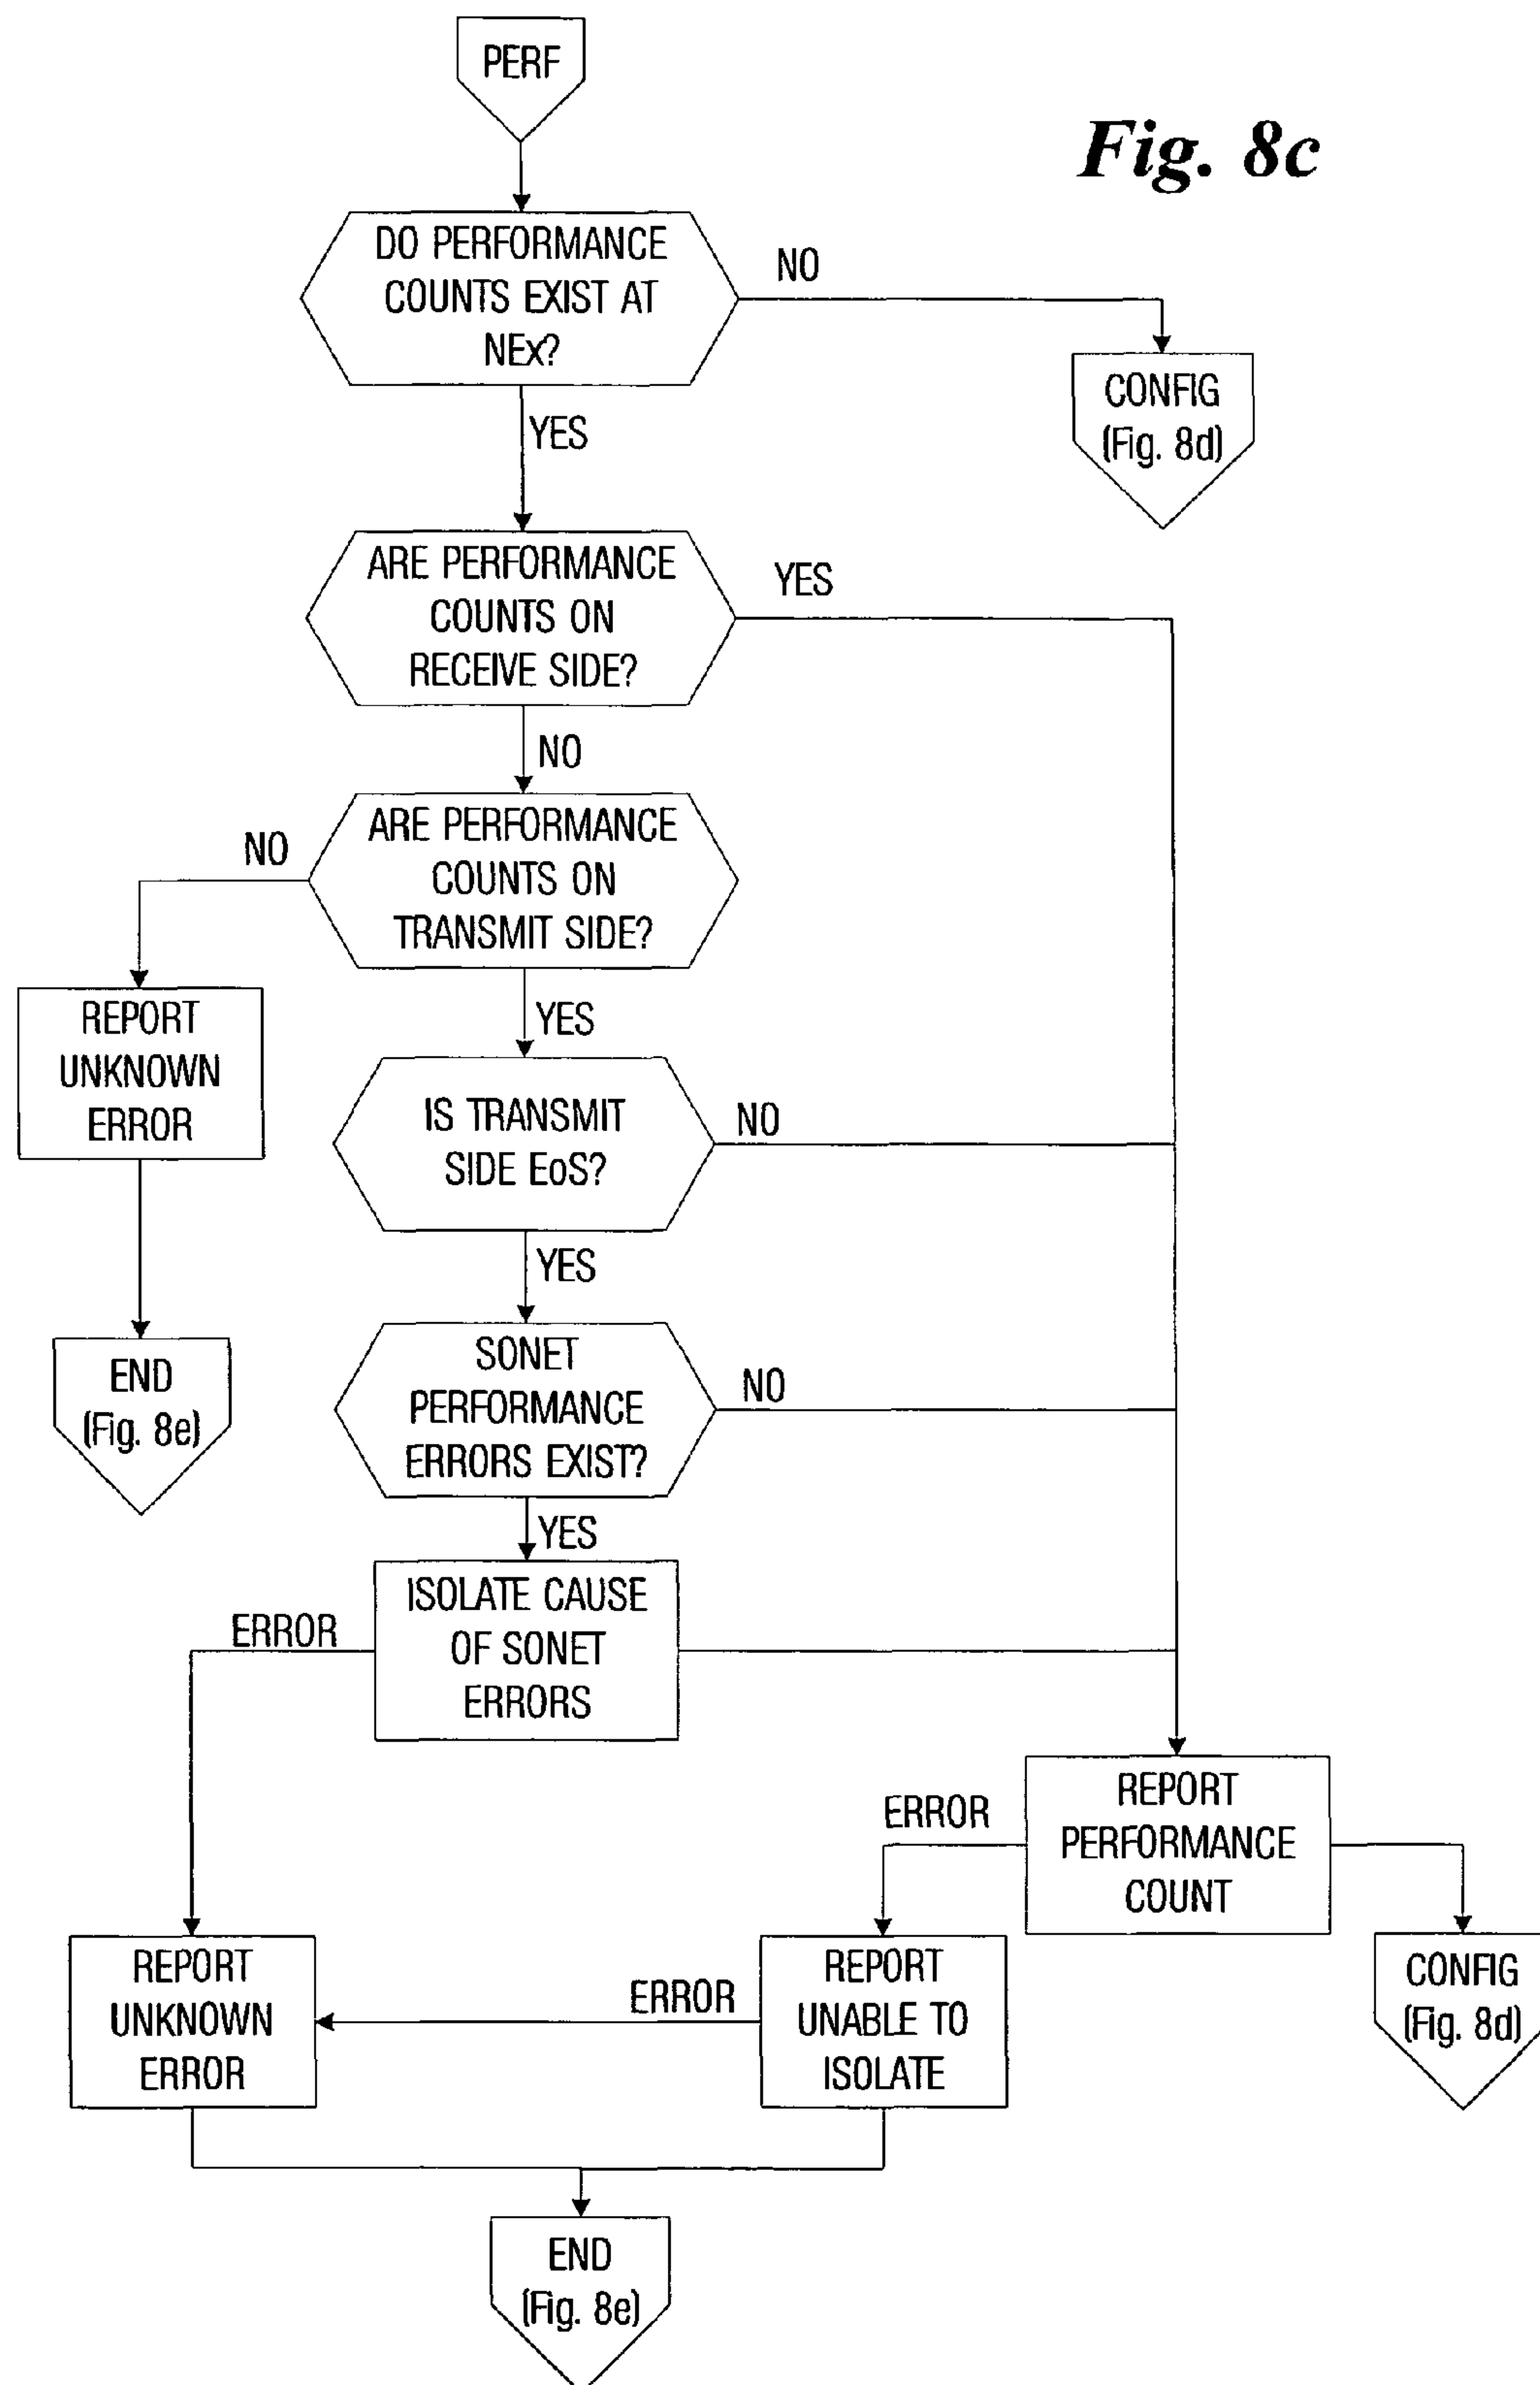 PERF
Fig. 8c
DO PERFORMANCE
COUNTS EXIST AT
NEx?
NO
CONFIG
(Fig. 8d)
YES
ARE PERFORMANCE
COUNTS ON
RECEIVE SIDE?
YES
NO
ARE PERFORMANCE
COUNTS ON
TRANSMIT SIDE?
NO
REPORT
UNKNOWN
ERROR
YES
IS TRANSMIT
SIDE EoS?
NO
YES
END
(Fig. 8e)
SONET
PERFORMANCE
ERRORS EXIST?
NO
YES
ISOLATE CAUSE
OF SONET
ERRORS
ERROR
REPORT
PERFORMANCE
COUNT
ERROR
REPORT
UNKNOWN
ERROR
ERROR
REPORT
UNABLE TO
ISOLATE
CONFIG
(Fig. 8d)
END
(Fig. 8e)